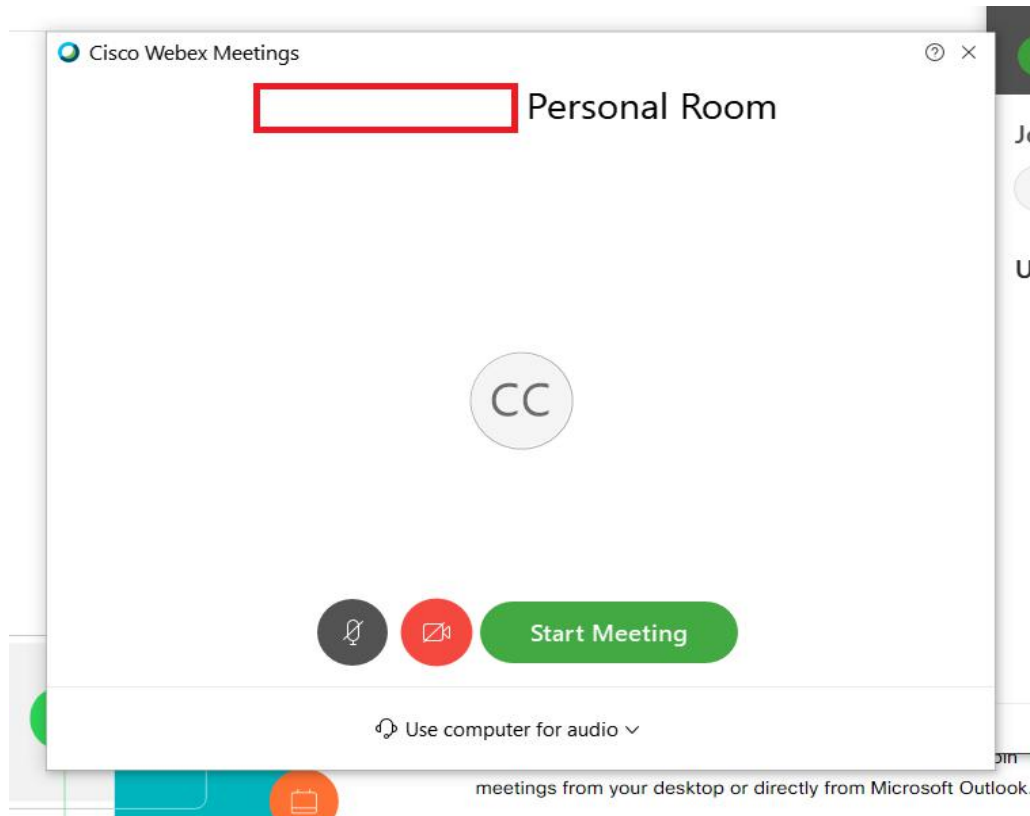 Cisco Webex Meetings
Personal Room
CC
Start Meeting
Use computer for audio
meetings from your desktop or directly from Microsoft Outlook.